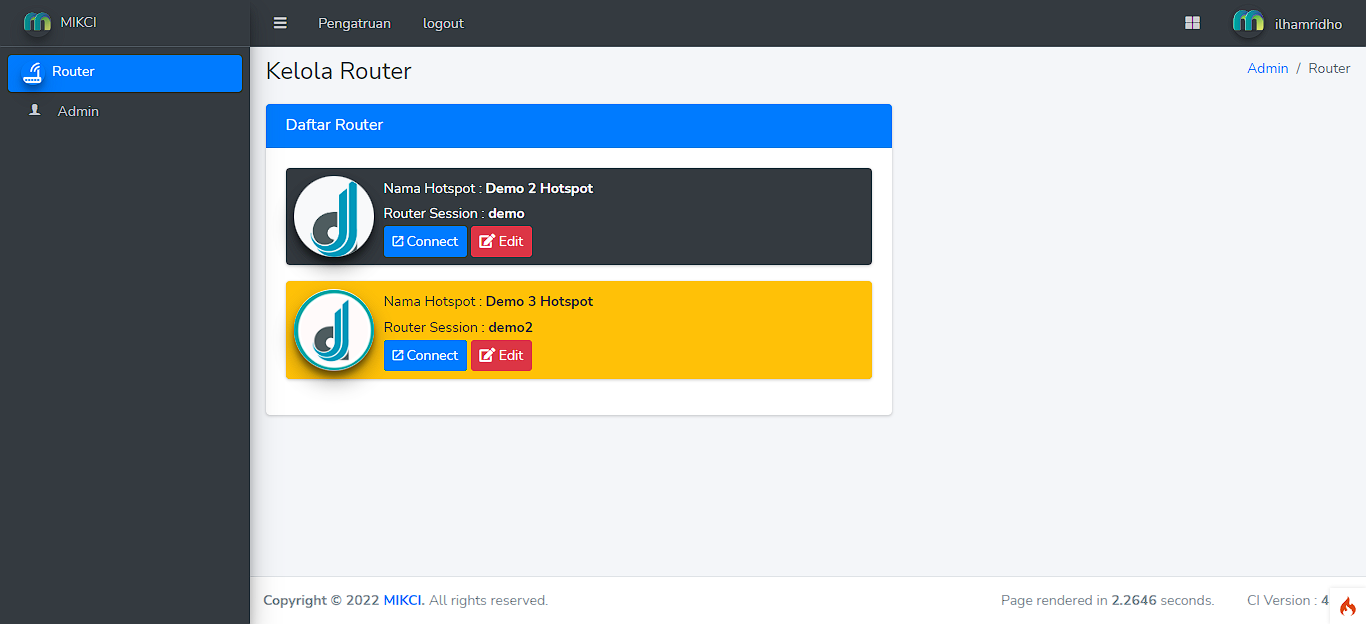 MIKCI
Pengatruan
logout
ilhamridho
Router
Admin
Kelola Router
Admin / Router
Daftar Router
Nama Hotspot : Demo 2 Hotspot
Router Session : demo
Connect Edit
Nama Hotspot : Demo 3 Hotspot
Router Session : demo2
Connect Edit
Copyright © 2022 MIKCI. All rights reserved.
Page rendered in 2.2646 seconds.
CI Version : 4